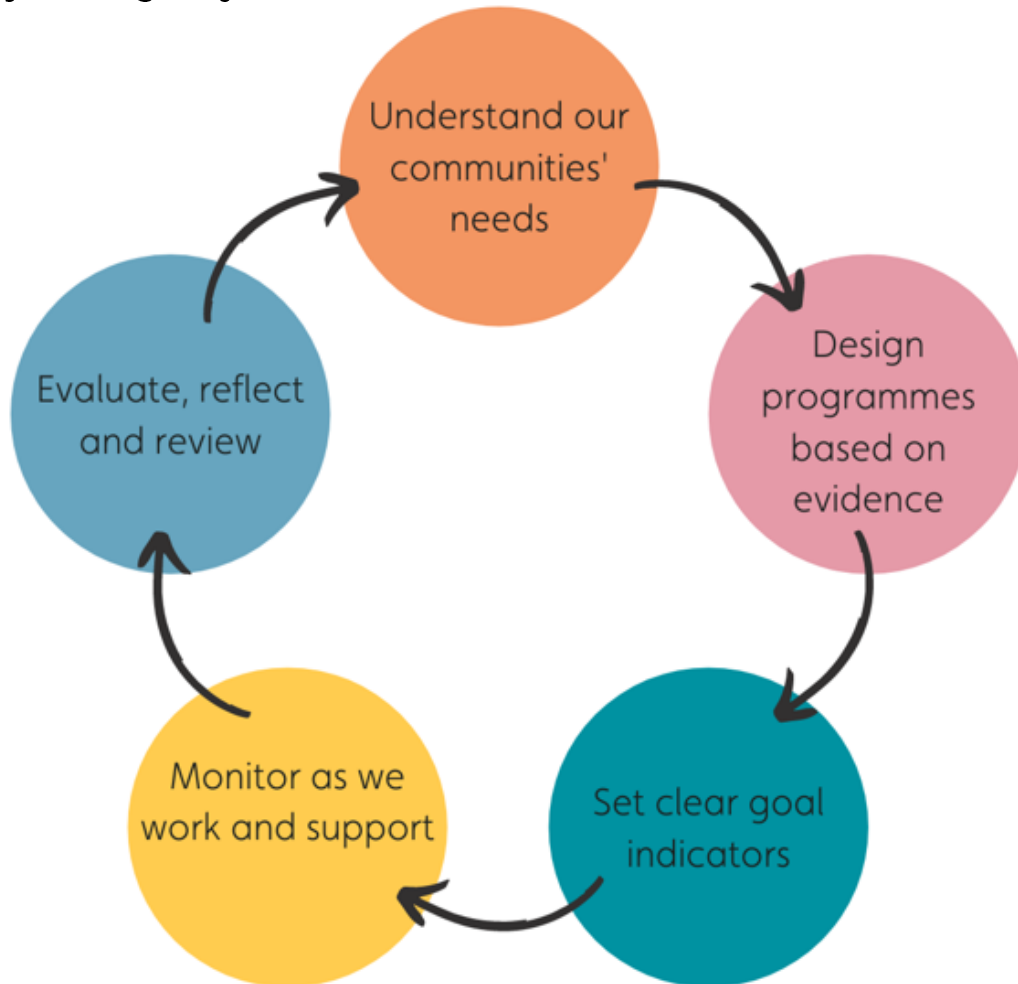 Understand our
communities'
needs
Design
programmes
based on
evidence
Set clear goal
indicators
Monitor as we
work and support
Evaluate, reflect
and review